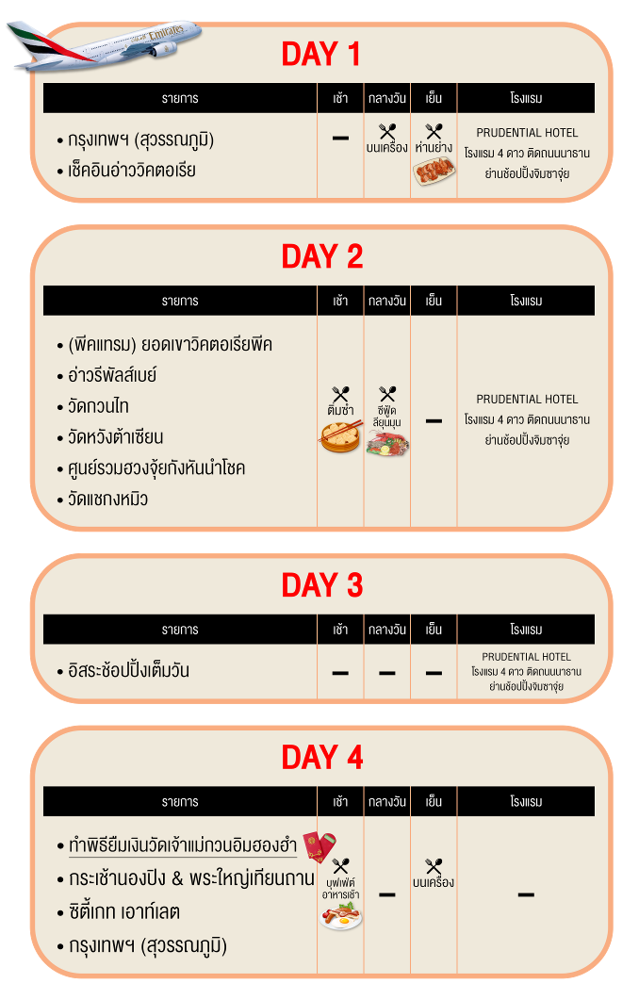 Emirates
DAY 1
รายการ เช้า กลางวัน เย็น โรงแรม
• กรุงเทพฯ (สุวรรณภูมิ)
• เช็คอินอ่าววิคตอเรีย
–
บนเครื่อง
ห่านย่าง
PRUDENTIAL HOTEL
โรงแรม 4 ดาว ติดถนนนาธาน
ย่านช้อปปิ้งจิมซาจุ่ย
DAY 2
รายการ เช้า กลางวัน เย็น โรงแรม
• (พีคแทรม) ยอดเขาวิคตอเรียพีค
• อ่าวรีพัลส์เบย์
• วัดกวนไท
• วัดหวังต้าเซียน
• ศูนย์รวมฮวงจุ้ยกังหันนำโชค
• วัดแชกงหมิว
ติ่มซำ
ซีฟู้ด
ลียุนมุน
–
PRUDENTIAL HOTEL
โรงแรม 4 ดาว ติดถนนนาธาน
ย่านช้อปปิ้งจิมซาจุ่ย
DAY 3
รายการ เช้า กลางวัน เย็น โรงแรม
• อิสระช้อปปิ้งเต็มวัน
– – –
PRUDENTIAL HOTEL
โรงแรม 4 ดาว ติดถนนนาธาน
ย่านช้อปปิ้งจิมซาจุ่ย
DAY 4
รายการ เช้า กลางวัน เย็น โรงแรม
• ทำพิธียืมเงินวัดเจ้าแม่กวนอิมฮองฮำ
• กระเช้านองปิง & พระใหญ่เทียนถาน
• ซิตี้เกท เอาท์เลต
• กรุงเทพฯ (สุวรรณภูมิ)
บุฟเฟ่ต์
อาหารเช้า
–
บนเครื่อง
–